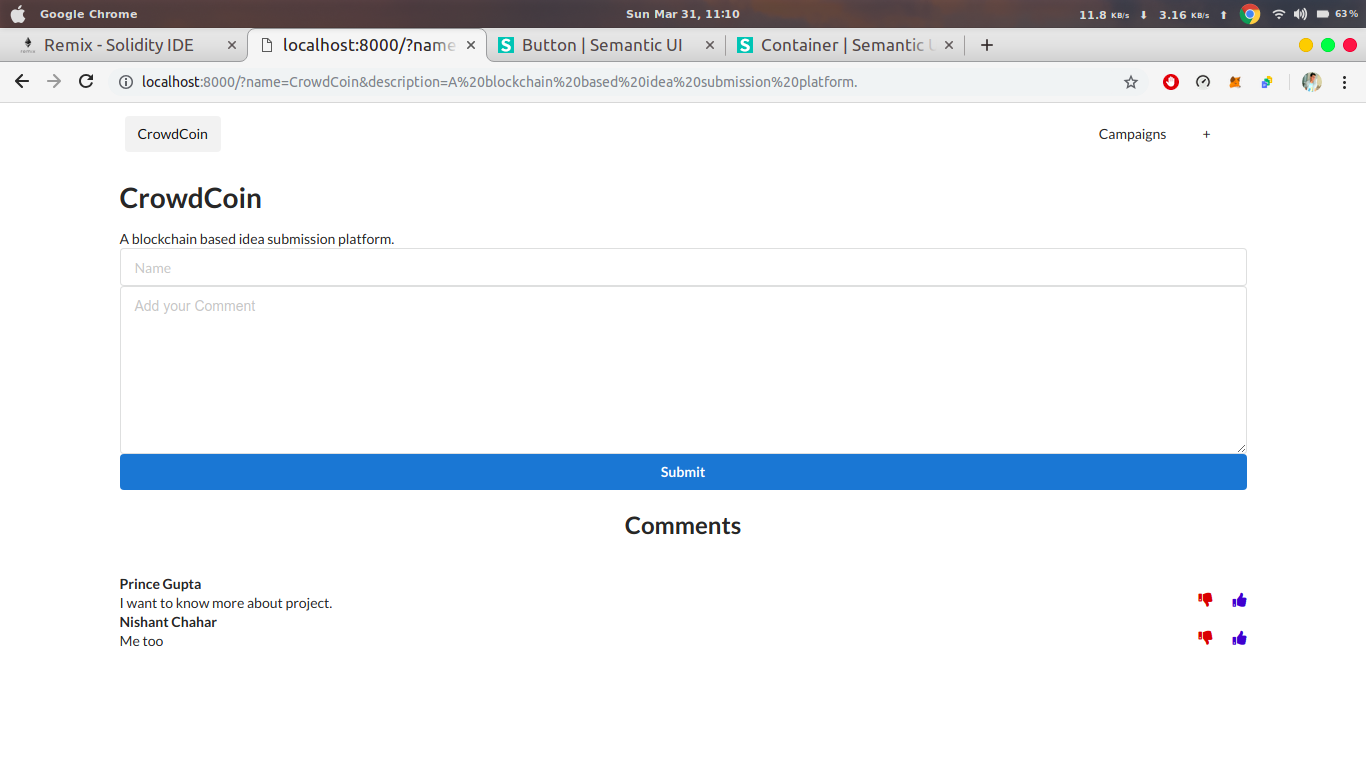 Google Chrome Sun Mar 31, 11:10 11.8 KB/s 3.16 KB/s 63 %
Remix - Solidity IDE localhost:8000/?name Button | Semantic UI Container | Semantic
localhost:8000/?name=CrowdCoin&description=A%20blockchain%20based%20idea%20submission%20platform.
CrowdCoin Campaigns +
CrowdCoin
A blockchain based idea submission platform.
Name
Add your Comment
Submit
Comments
Prince Gupta
I want to know more about project.
Nishant Chahar
Me too